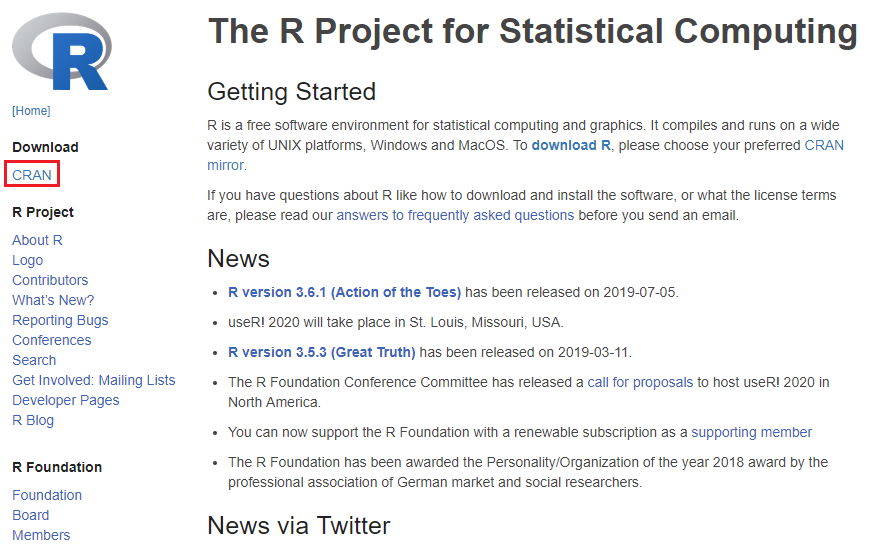 R
[Home]
Download
CRAN
R Project
About R
Logo
Contributors
What's New?
Reporting Bugs
Conferences
Search
Get Involved: Mailing Lists
Developer Pages
R Blog
R Foundation
Foundation
Board
Members
The R Project for Statistical Computing
Getting Started
R is a free software environment for statistical computing and graphics. It compiles and runs on a wide
variety of UNIX platforms, Windows and MacOS. To download R, please choose your preferred CRAN
mirror.
If you have questions about R like how to download and install the software, or what the license terms
are, please read our answers to frequently asked questions before you send an email.
News
• R version 3.6.1 (Action of the Toes) has been released on 2019-07-05.
• useR! 2020 will take place in St. Louis, Missouri, USA.
• R version 3.5.3 (Great Truth) has been released on 2019-03-11.
• The R Foundation Conference Committee has released a call for proposals to host useR! 2020 in
North America.
• You can now support the R Foundation with a renewable subscription as a supporting member
• The R Foundation has been awarded the Personality/Organization of the year 2018 award by the
professional association of German market and social researchers.
News via Twitter